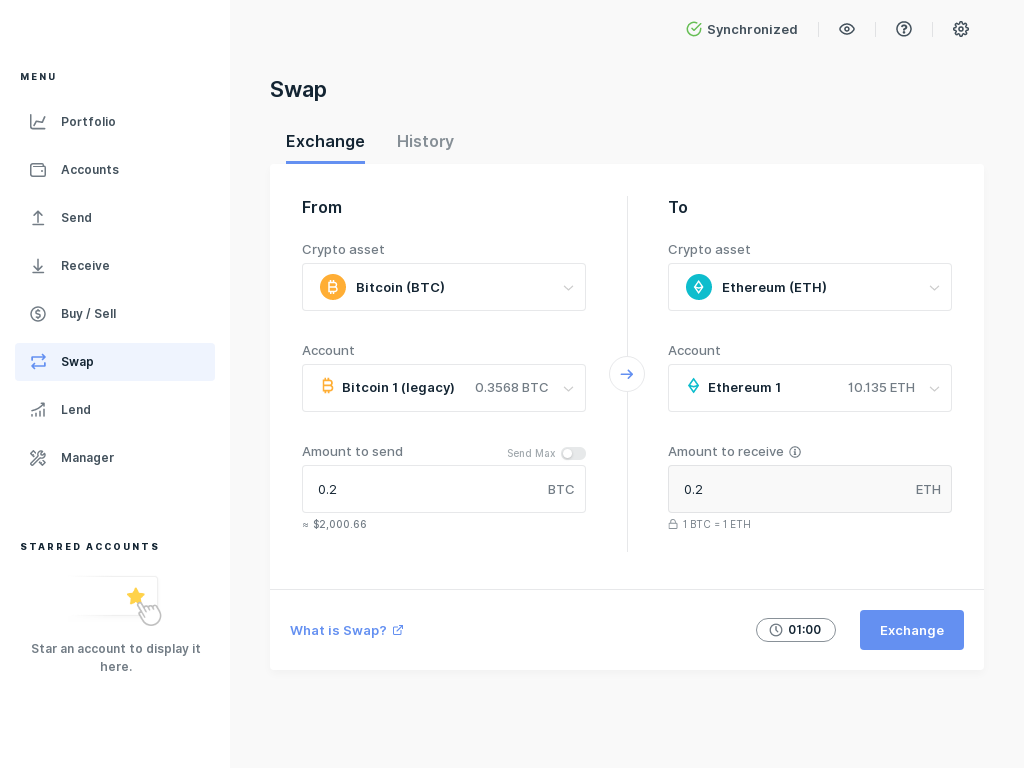 Synchronized
MENU
Portfolio
Accounts
Send
Receive
Buy / Sell
Swap
Lend
Manager
STARRED ACCOUNTS
Star an account to display it
here.
Swap
Exchange History
From
Crypto asset
Bitcoin (BTC)
Account
Bitcoin 1 (legacy) 0.3568 BTC
Amount to send Send Max
0.2 BTC
≈ $2,000.66
To
Crypto asset
Ethereum (ETH)
Account
Ethereum 1 10.135 ETH
Amount to receive
0.2 ETH
1 BTC = 1 ETH
What is Swap?
01:00
Exchange